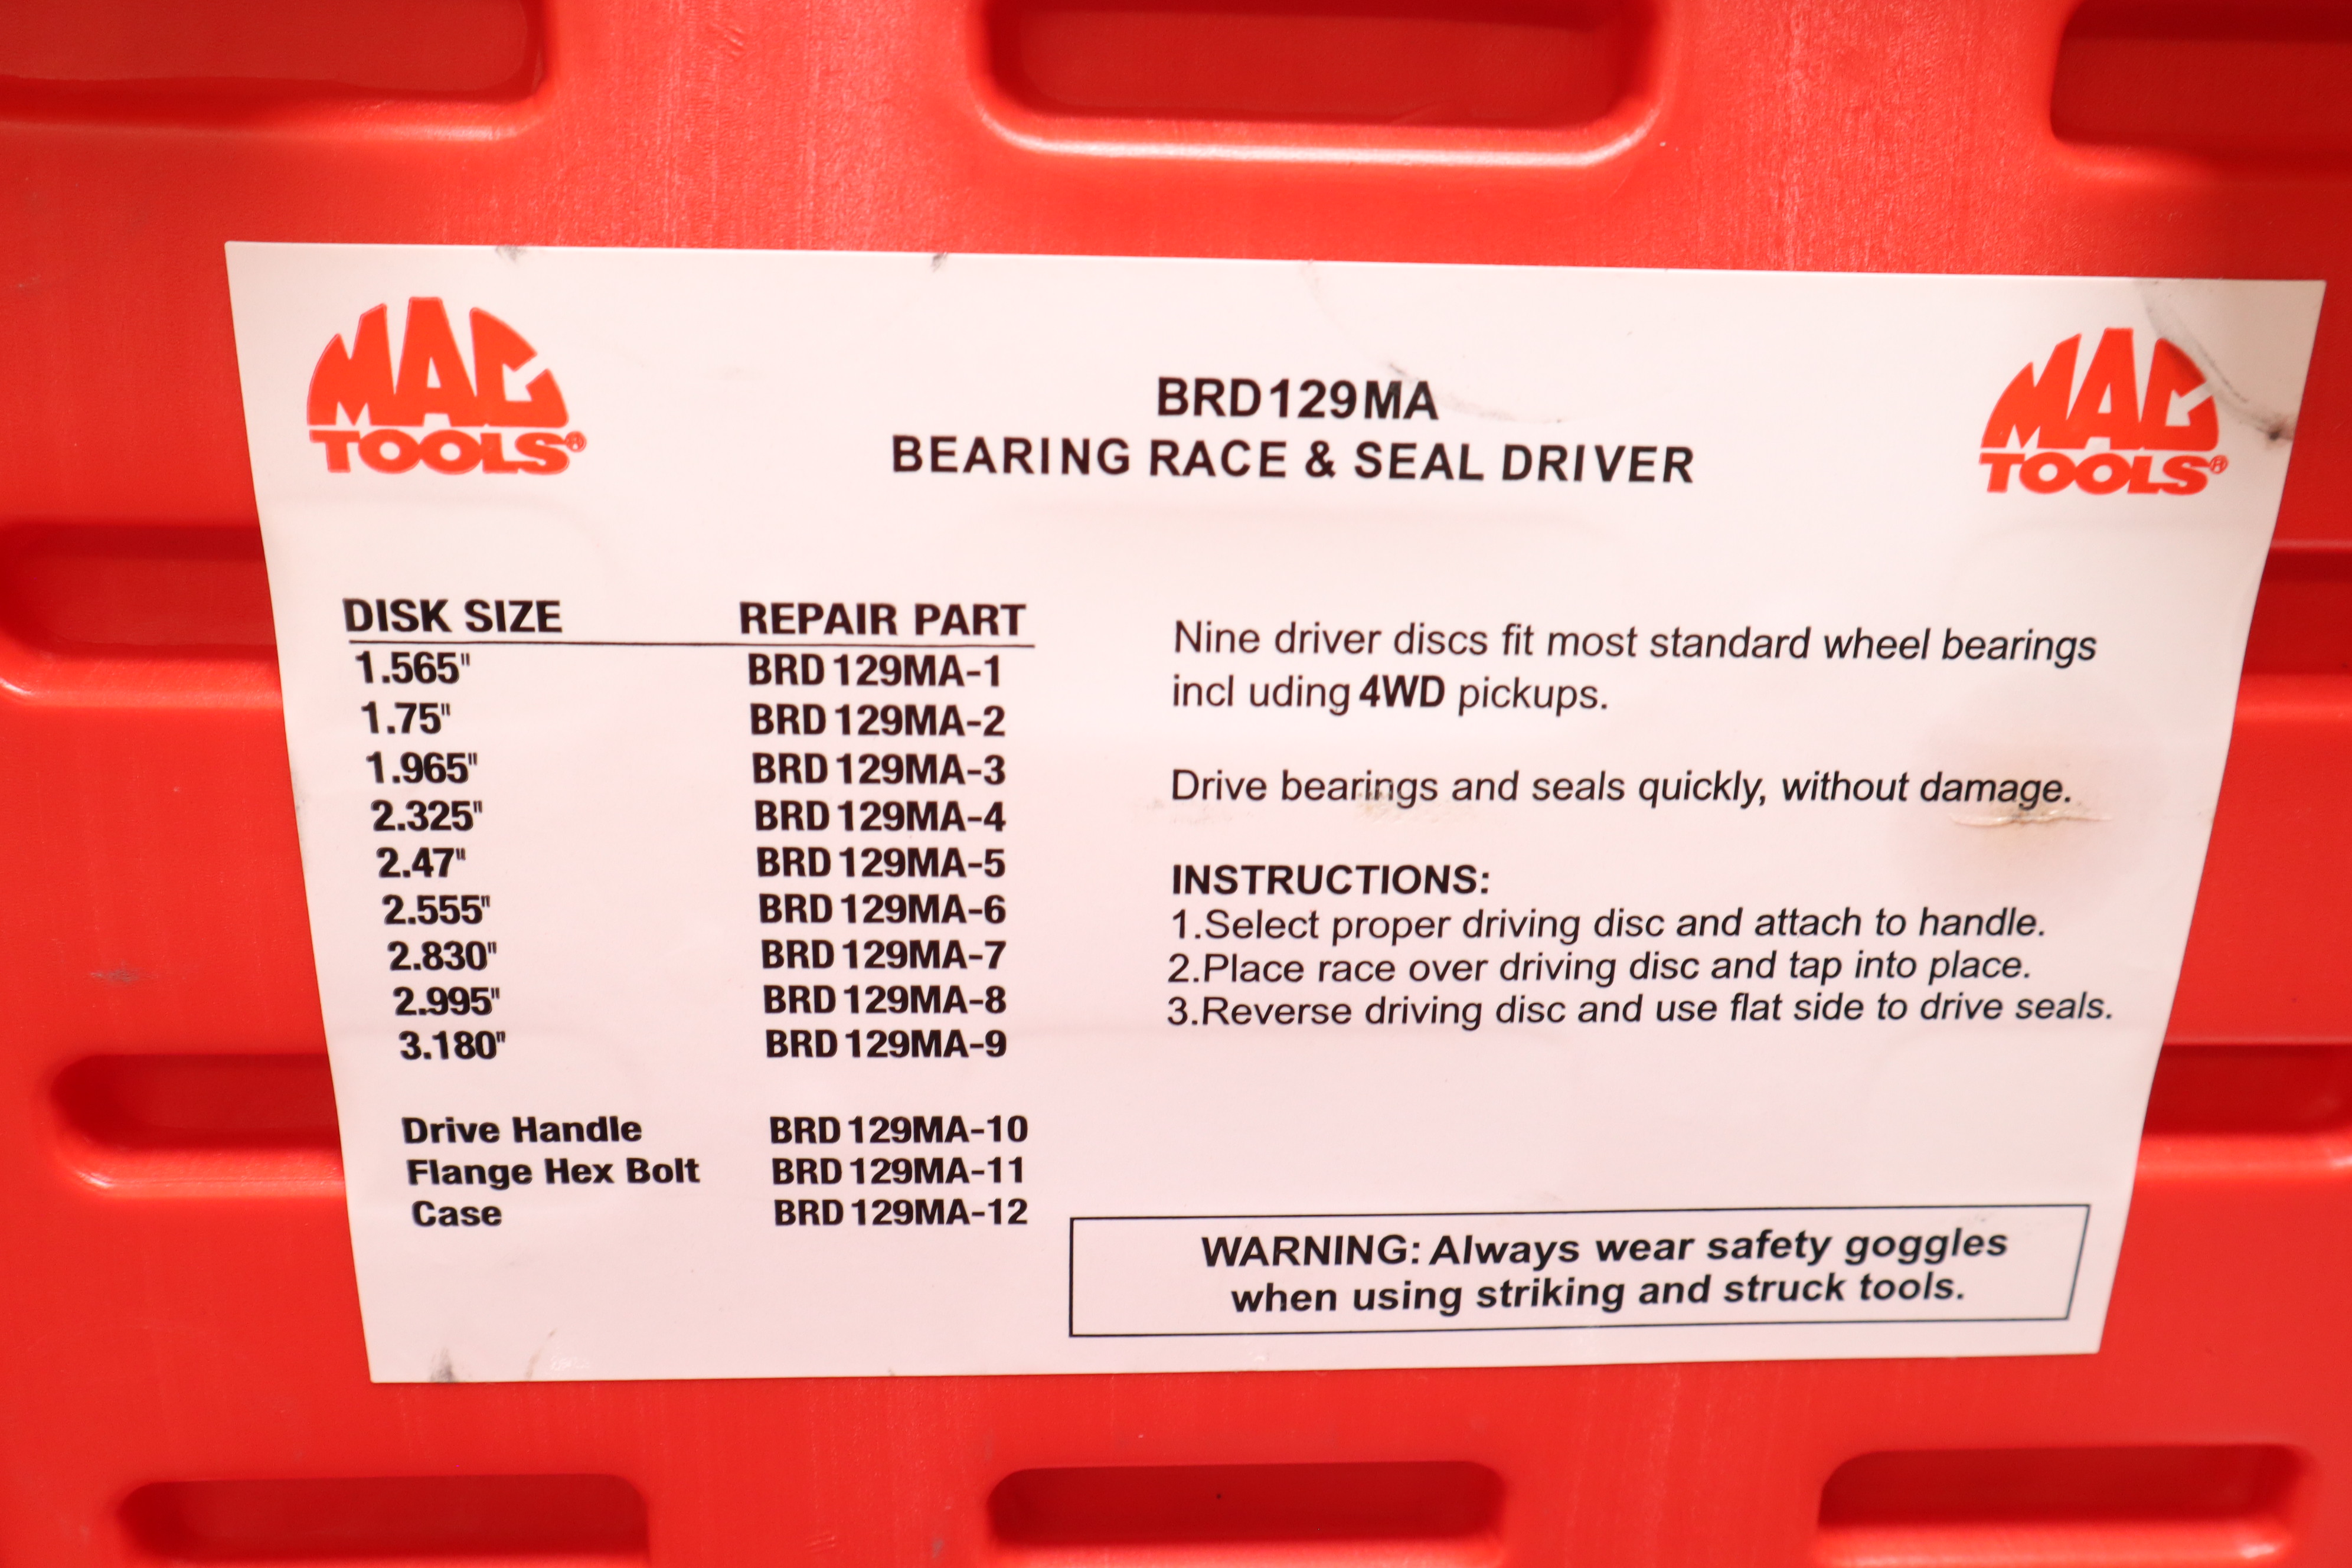 MAC
TOOLS®
MAC
TOOLS®
BRD129MA
BEARING RACE & SEAL DRIVER
DISK SIZE REPAIR PART
1.565" BRD129MA-1
1.75" BRD129MA-2
1.965" BRD129MA-3
2.325" BRD129MA-4
2.47" BRD129MA-5
2.555" BRD129MA-6
2.830" BRD129MA-7
2.995" BRD129MA-8
3.180" BRD129MA-9
Drive Handle BRD129MA-10
Flange Hex Bolt BRD129MA-11
Case BRD129MA-12
Nine driver discs fit most standard wheel bearings
incl uding 4WD pickups.
Drive bearings and seals quickly, without damage.
INSTRUCTIONS:
1.Select proper driving disc and attach to handle.
2.Place race over driving disc and tap into place.
3.Reverse driving disc and use flat side to drive seals.
WARNING: Always wear safety goggles
when using striking and struck tools.